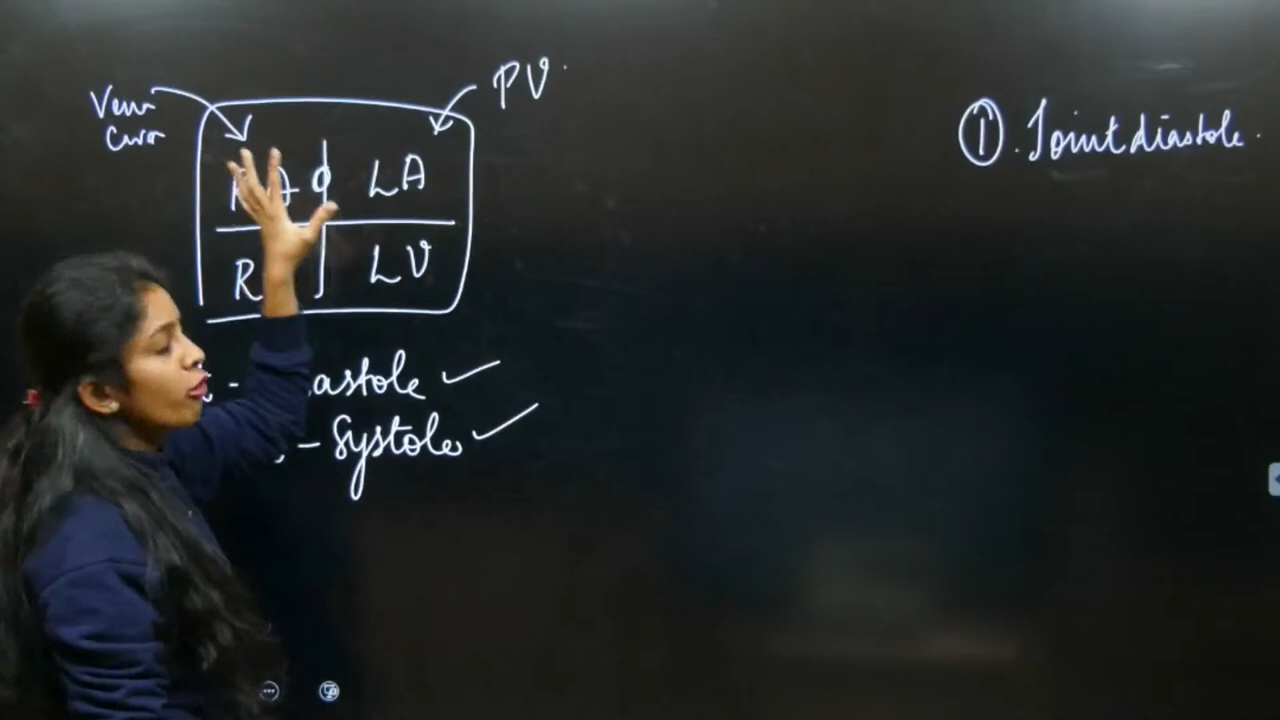 Vena
Cava
PV.
LA
R
LV
astole ✓
- Systole ✓
① . Joint diastole.